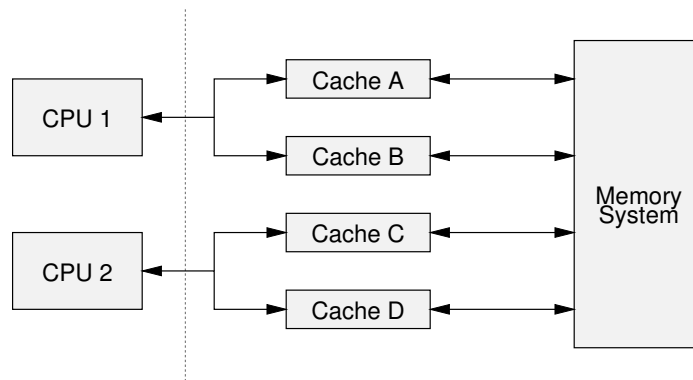 CPU 1
Cache A
Cache B
CPU 2
Cache C
Cache D
Memory
System